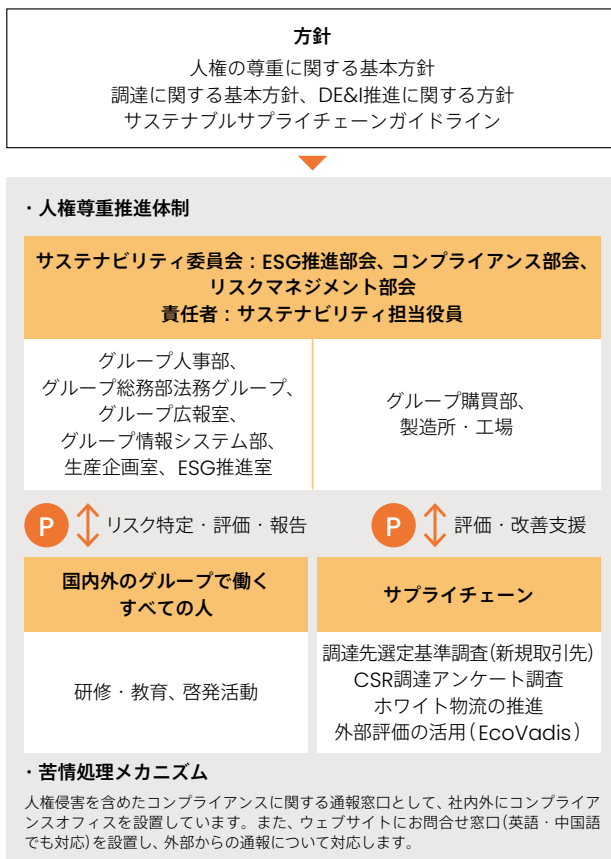 方針
人権の尊重に関する基本方針
調達に関する基本方針、DE&I推進に関する方針
サステナブルサプライチェーンガイドライン
・人権尊重推進体制
サステナビリティ委員会：ESG推進部会、コンプライアンス部会、
リスクマネジメント部会
責任者：サステナビリティ担当役員
グループ人事部、
グループ総務部法務グループ、
グループ広報室、
グループ情報システム部、
生産企画室、ESG推進室
グループ購買部、
製造所・工場
P リスク特定・評価・報告
P 評価・改善支援
国内外のグループで働く
すべての人
研修・教育、啓発活動
サプライチェーン
調達先選定基準調査(新規取引先)
CSR調達アンケート調査
ホワイト物流の推進
外部評価の活用(EcoVadis)
・苦情処理メカニズム
人権侵害を含めたコンプライアンスに関する通報窓口として、社内外にコンプライア
ンスオフィスを設置しています。また、ウェブサイトにお問合せ窓口(英語・中国語
でも対応)を設置し、外部からの通報について対応します。